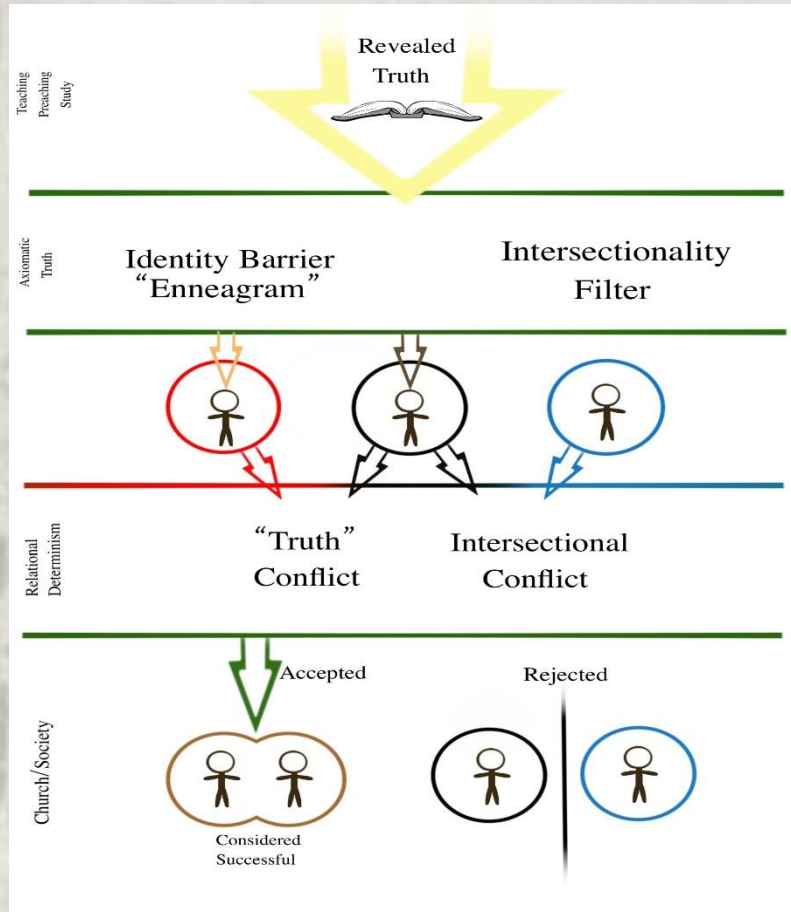 Teaching
Preaching
Study
Revealed
Truth
Axiomatic
Truth
Identity Barrier
“Enneagram”
Intersectionality
Filter
Relational
Determinism
“Truth”
Conflict
Intersectional
Conflict
Church/Society
Accepted
Rejected
Considered
Successful